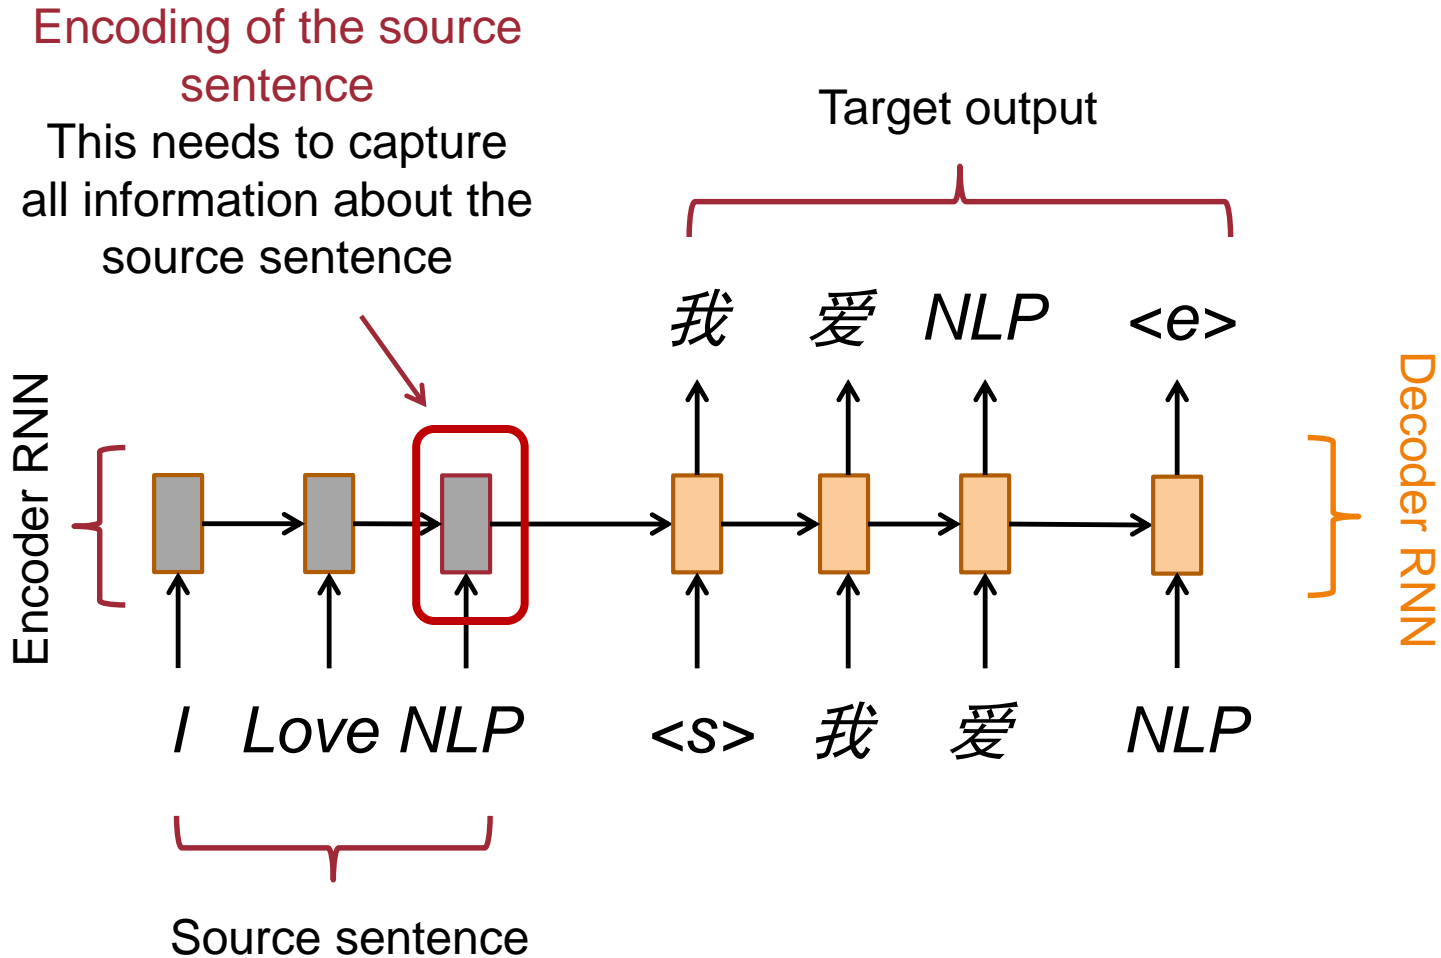 Encoding of the source
sentence
This needs to capture
all information about the
source sentence
Target output
我 爱 NLP <e>
Encoder RNN
Decoder RNN
I Love NLP <s> 我 爱 NLP
Source sentence